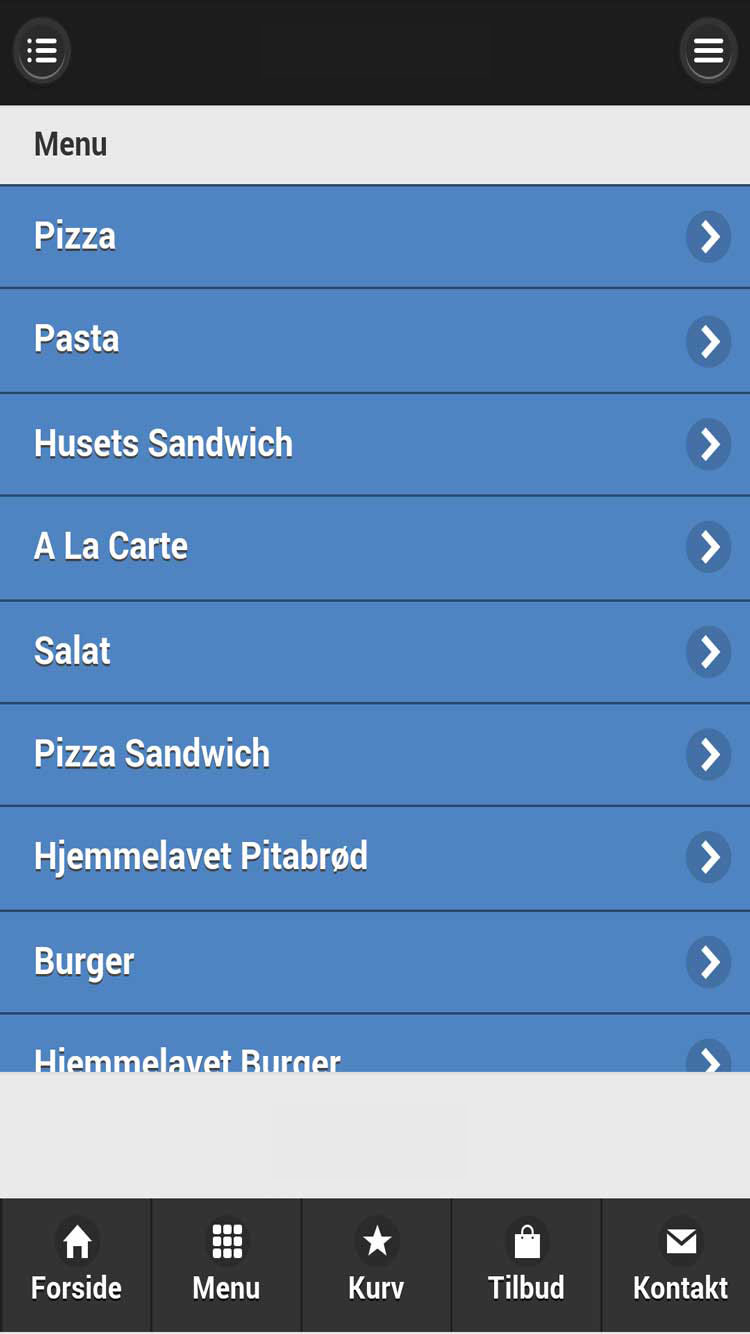 Menu
Pizza
Pasta
Husets Sandwich
A La Carte
Salat
Pizza Sandwich
Hjemmelavet Pitabrød
Burger
Hjemmelavet Burger
Forside
Menu
Kurv
Tilbud
Kontakt